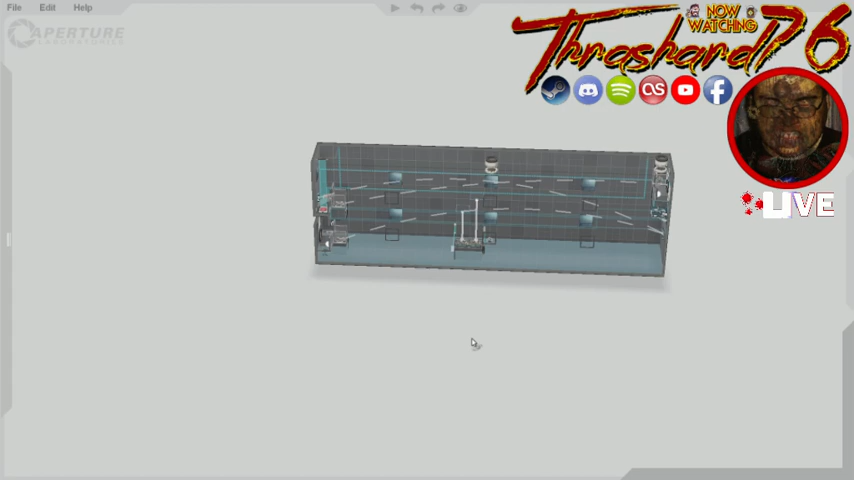 File Edit Help
NOW
WATCHING
Thrashard76
APERTURE
LABORATORIES
LIVE